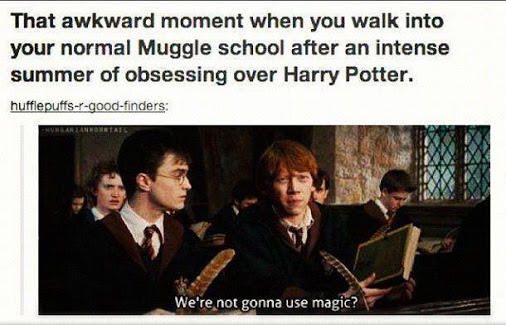 That awkward moment when you walk into
your normal Muggle school after an intense
summer of obsessing over Harry Potter.
hufflepuffs-r-good-finders:
-HUNGARIANHORNTAIL
We're not gonna use magic?